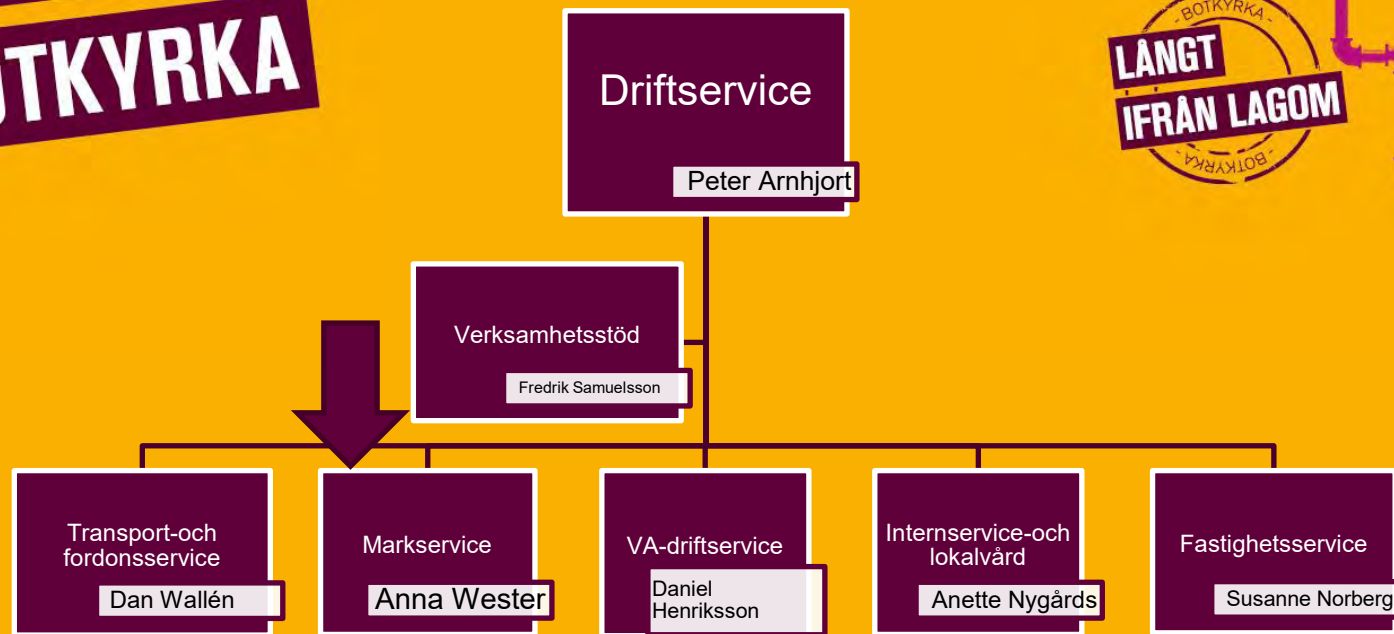 BOTKYRKA
LÅNGT
IFRÅN LAGOM
- BOTKYRKA -
- BOTKYRKA -
Driftservice
Peter Arnhjort
Verksamhetsstöd
Fredrik Samuelsson
Transport-och
fordonsservice
Dan Wallén
Markservice
Anna Wester
VA-driftservice
Daniel
Henriksson
Internservice-och
lokalvård
Anette Nygårds
Fastighetsservice
Susanne Norberg